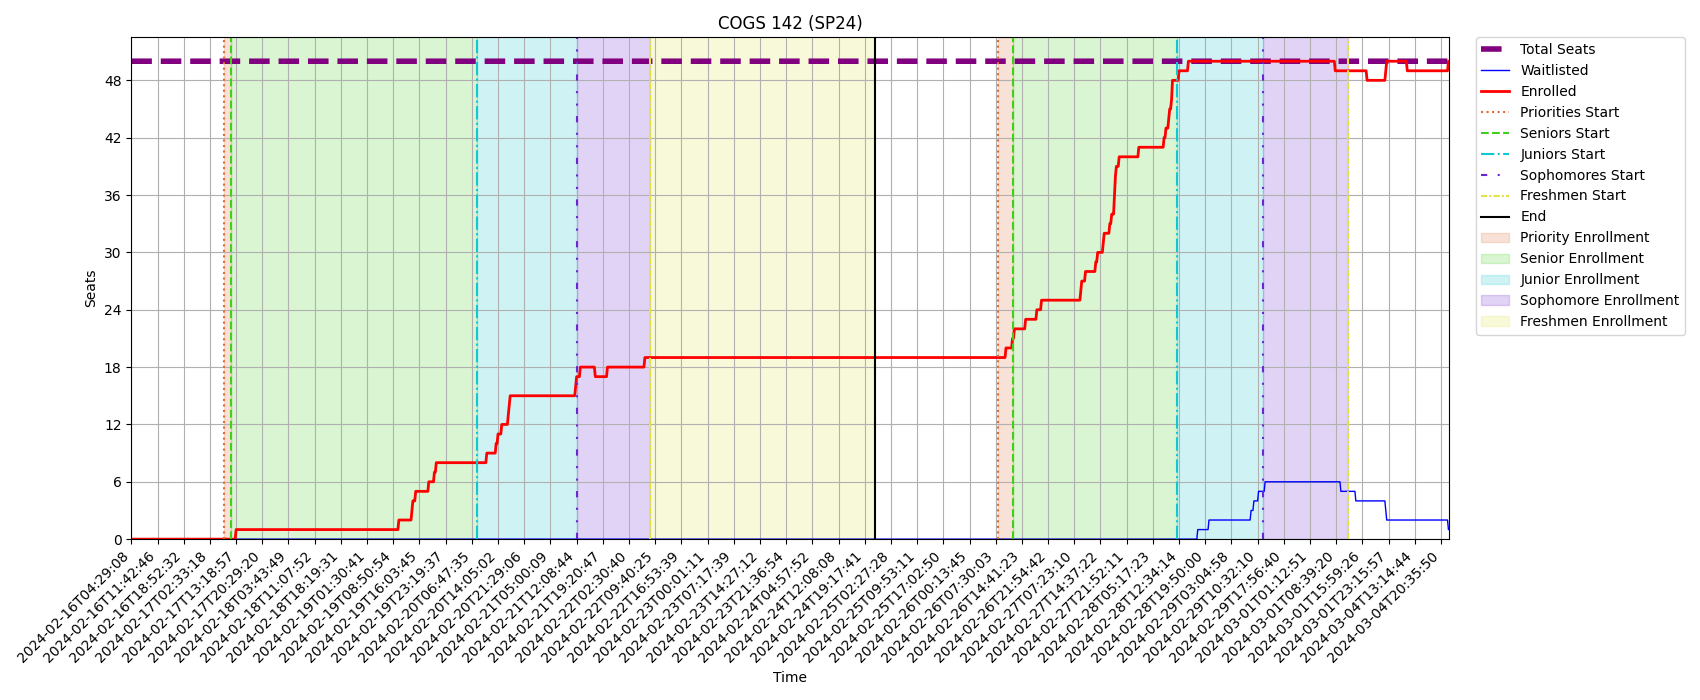 COGS 142 (SP24)
Total Seats
Waitlisted
Enrolled
Priorities Start
Seniors Start
Juniors Start
Sophomores Start
Freshmen Start
End
Priority Enrollment
Senior Enrollment
Junior Enrollment
Sophomore Enrollment
Freshmen Enrollment
Seats
48
42
36
30
24
18
12
6
0
2024-02-16T04:29:08
2024-02-16T11:42:46
2024-02-16T18:52:32
2024-02-17T02:33:18
2024-02-17T13:18:57
2024-02-17T20:29:20
2024-02-18T03:43:49
2024-02-18T11:07:52
2024-02-18T18:19:31
2024-02-19T01:30:41
2024-02-19T08:50:54
2024-02-19T16:03:45
2024-02-19T23:19:37
2024-02-20T06:47:35
2024-02-20T14:05:02
2024-02-20T21:29:06
2024-02-21T05:00:09
2024-02-21T12:08:44
2024-02-21T19:20:47
2024-02-22T02:30:40
2024-02-22T09:40:25
2024-02-22T16:53:39
2024-02-23T00:01:11
2024-02-23T07:17:39
2024-02-23T14:27:12
2024-02-23T21:36:54
2024-02-24T04:57:52
2024-02-24T12:08:08
2024-02-24T19:17:41
2024-02-25T02:27:28
2024-02-25T09:53:11
2024-02-25T17:02:50
2024-02-26T00:13:45
2024-02-26T07:30:03
2024-02-26T14:41:23
2024-02-26T21:54:42
2024-02-27T07:23:10
2024-02-27T14:37:22
2024-02-27T21:52:11
2024-02-28T05:17:23
2024-02-28T12:34:14
2024-02-28T19:50:00
2024-02-29T03:04:58
2024-02-29T10:32:10
2024-02-29T17:56:40
2024-03-01T01:12:51
2024-03-01T08:39:20
2024-03-01T15:59:26
2024-03-01T23:15:57
2024-03-04T13:14:44
2024-03-04T20:35:50
Time